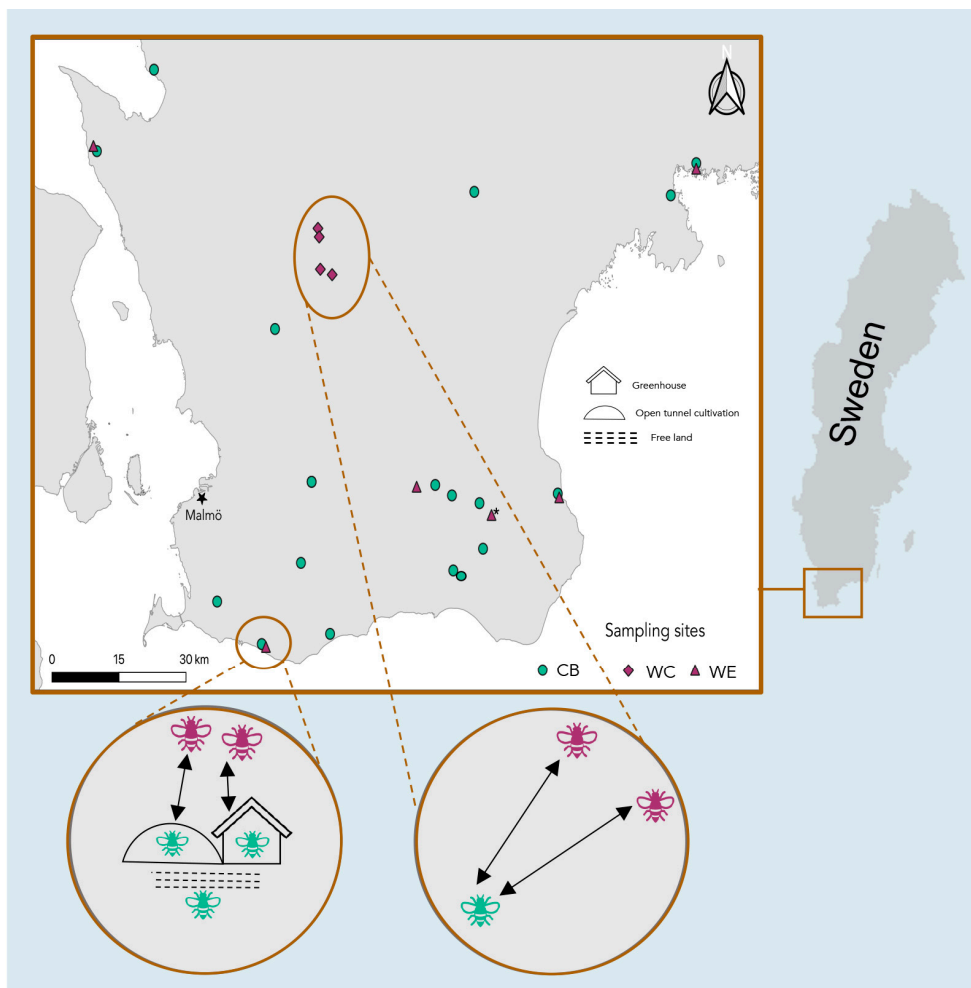 N
Greenhouse
Open tunnel cultivation
Free land
Sweden
Malmö
*
Sampling sites
0 15 30 km
CB WC WE